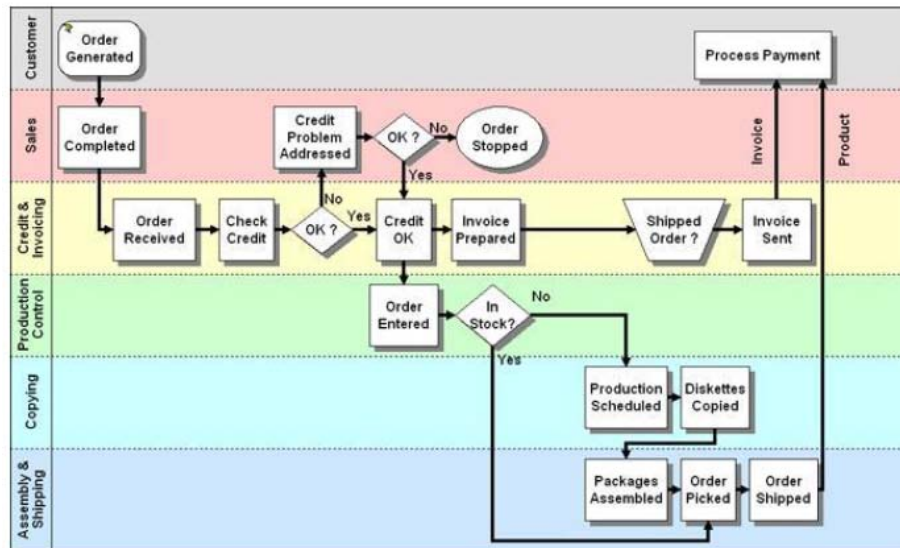 Customer
Order
Generated
Process Payment
Sales
Order
Completed
Credit
Problem
Addressed
OK ?
No
Order
Stopped
Yes
Invoice
Product
Credit &
Invoicing
Order
Received
Check
Credit
No
OK ?
Yes
Credit
OK
Invoice
Prepared
Shipped
Order ?
Invoice
Sent
Production
Control
Order
Entered
In
Stock?
No
Yes
Copying
Production
Scheduled
Diskettes
Copied
Assembly &
Shipping
Packages
Assembled
Order
Picked
Order
Shipped